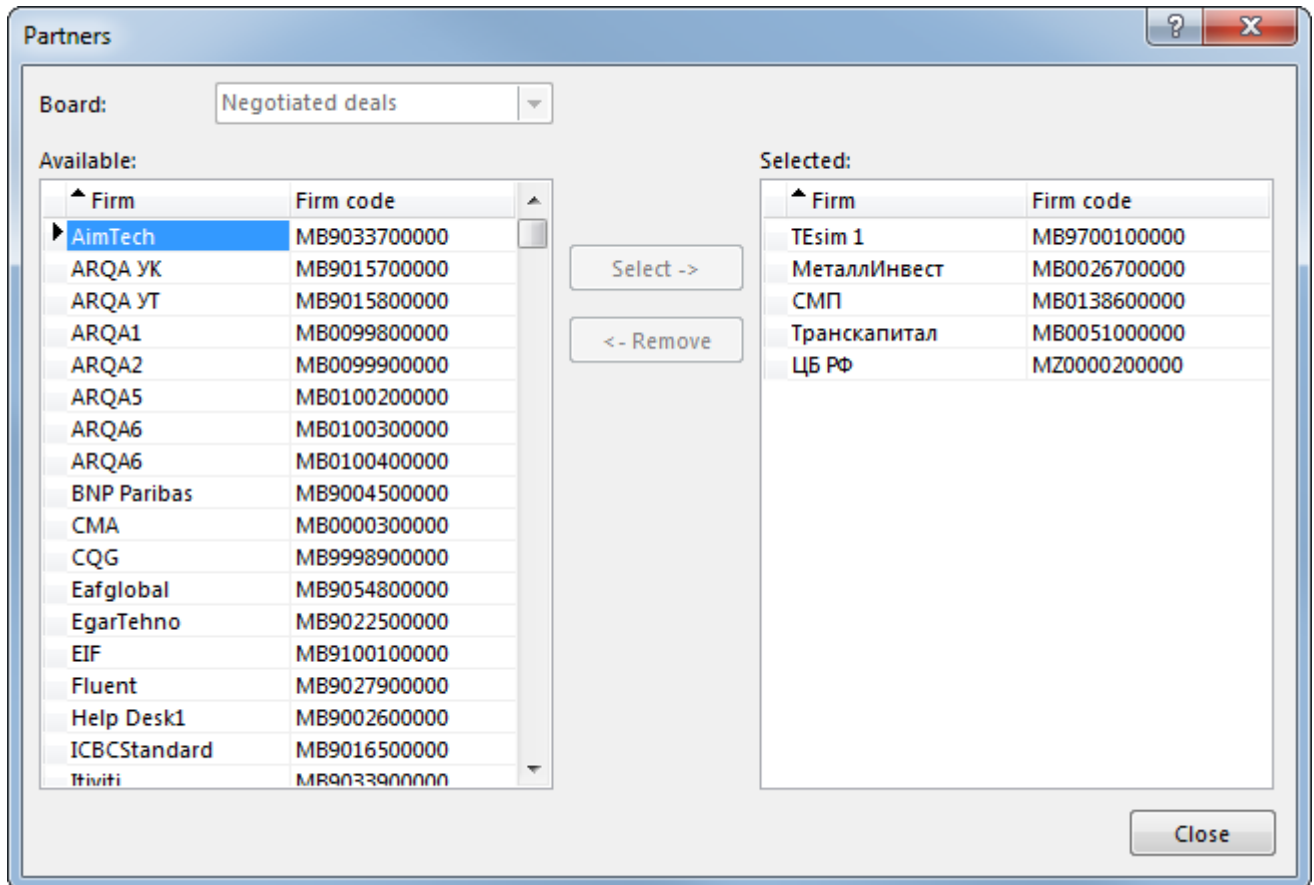 Partners
Board: Negotiated deals
Available:
Firm Firm code
AimTech MB9033700000
ARQA УК MB9015700000
ARQA УТ MB9015800000
ARQA1 MB0099800000
ARQA2 MB0099900000
ARQA5 MB0100200000
ARQA6 MB0100300000
ARQA6 MB0100400000
BNP Paribas MB9004500000
CMA MB0000300000
CQG MB9998900000
Eafglobal MB9054800000
EgarTehno MB9022500000
EIF MB9100100000
Fluent MB9027900000
Help Desk1 MB9002600000
ICBCStandard MB9016500000
Itiviti MB9033900000
Select ->
<- Remove
Selected:
Firm Firm code
TEsim 1 MB9700100000
МеталлИнвест MB0026700000
СМП MB0138600000
Транскапитал MB0051000000
ЦБ РФ MZ0000200000
Close